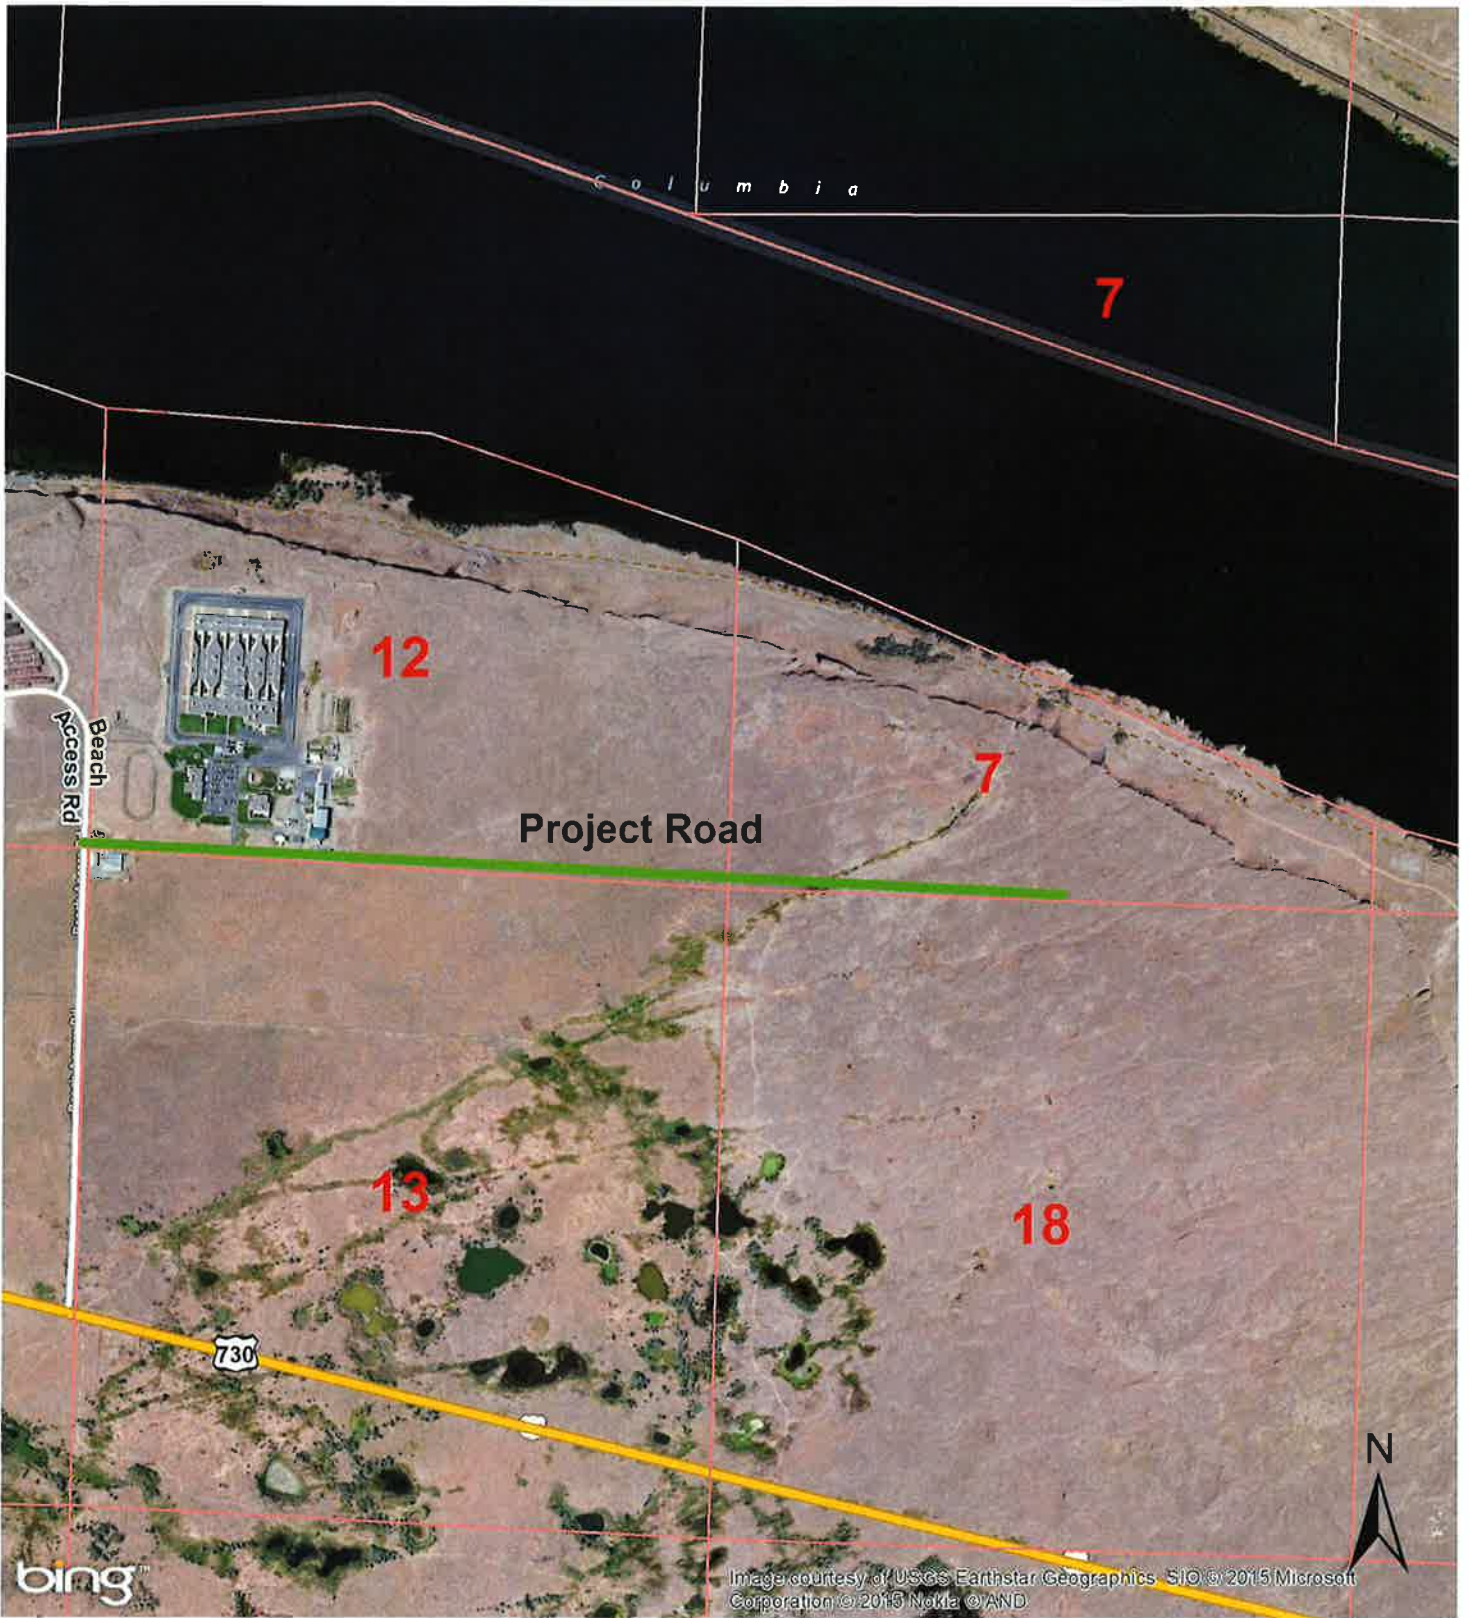 Columbia
7
12
Beach
Access Rd
7
Project Road
13
18
730
N
bing™
Image courtesy of USGS Earthstar Geographics SIO © 2015 Microsoft
Corporation © 2015 Nokia © AND